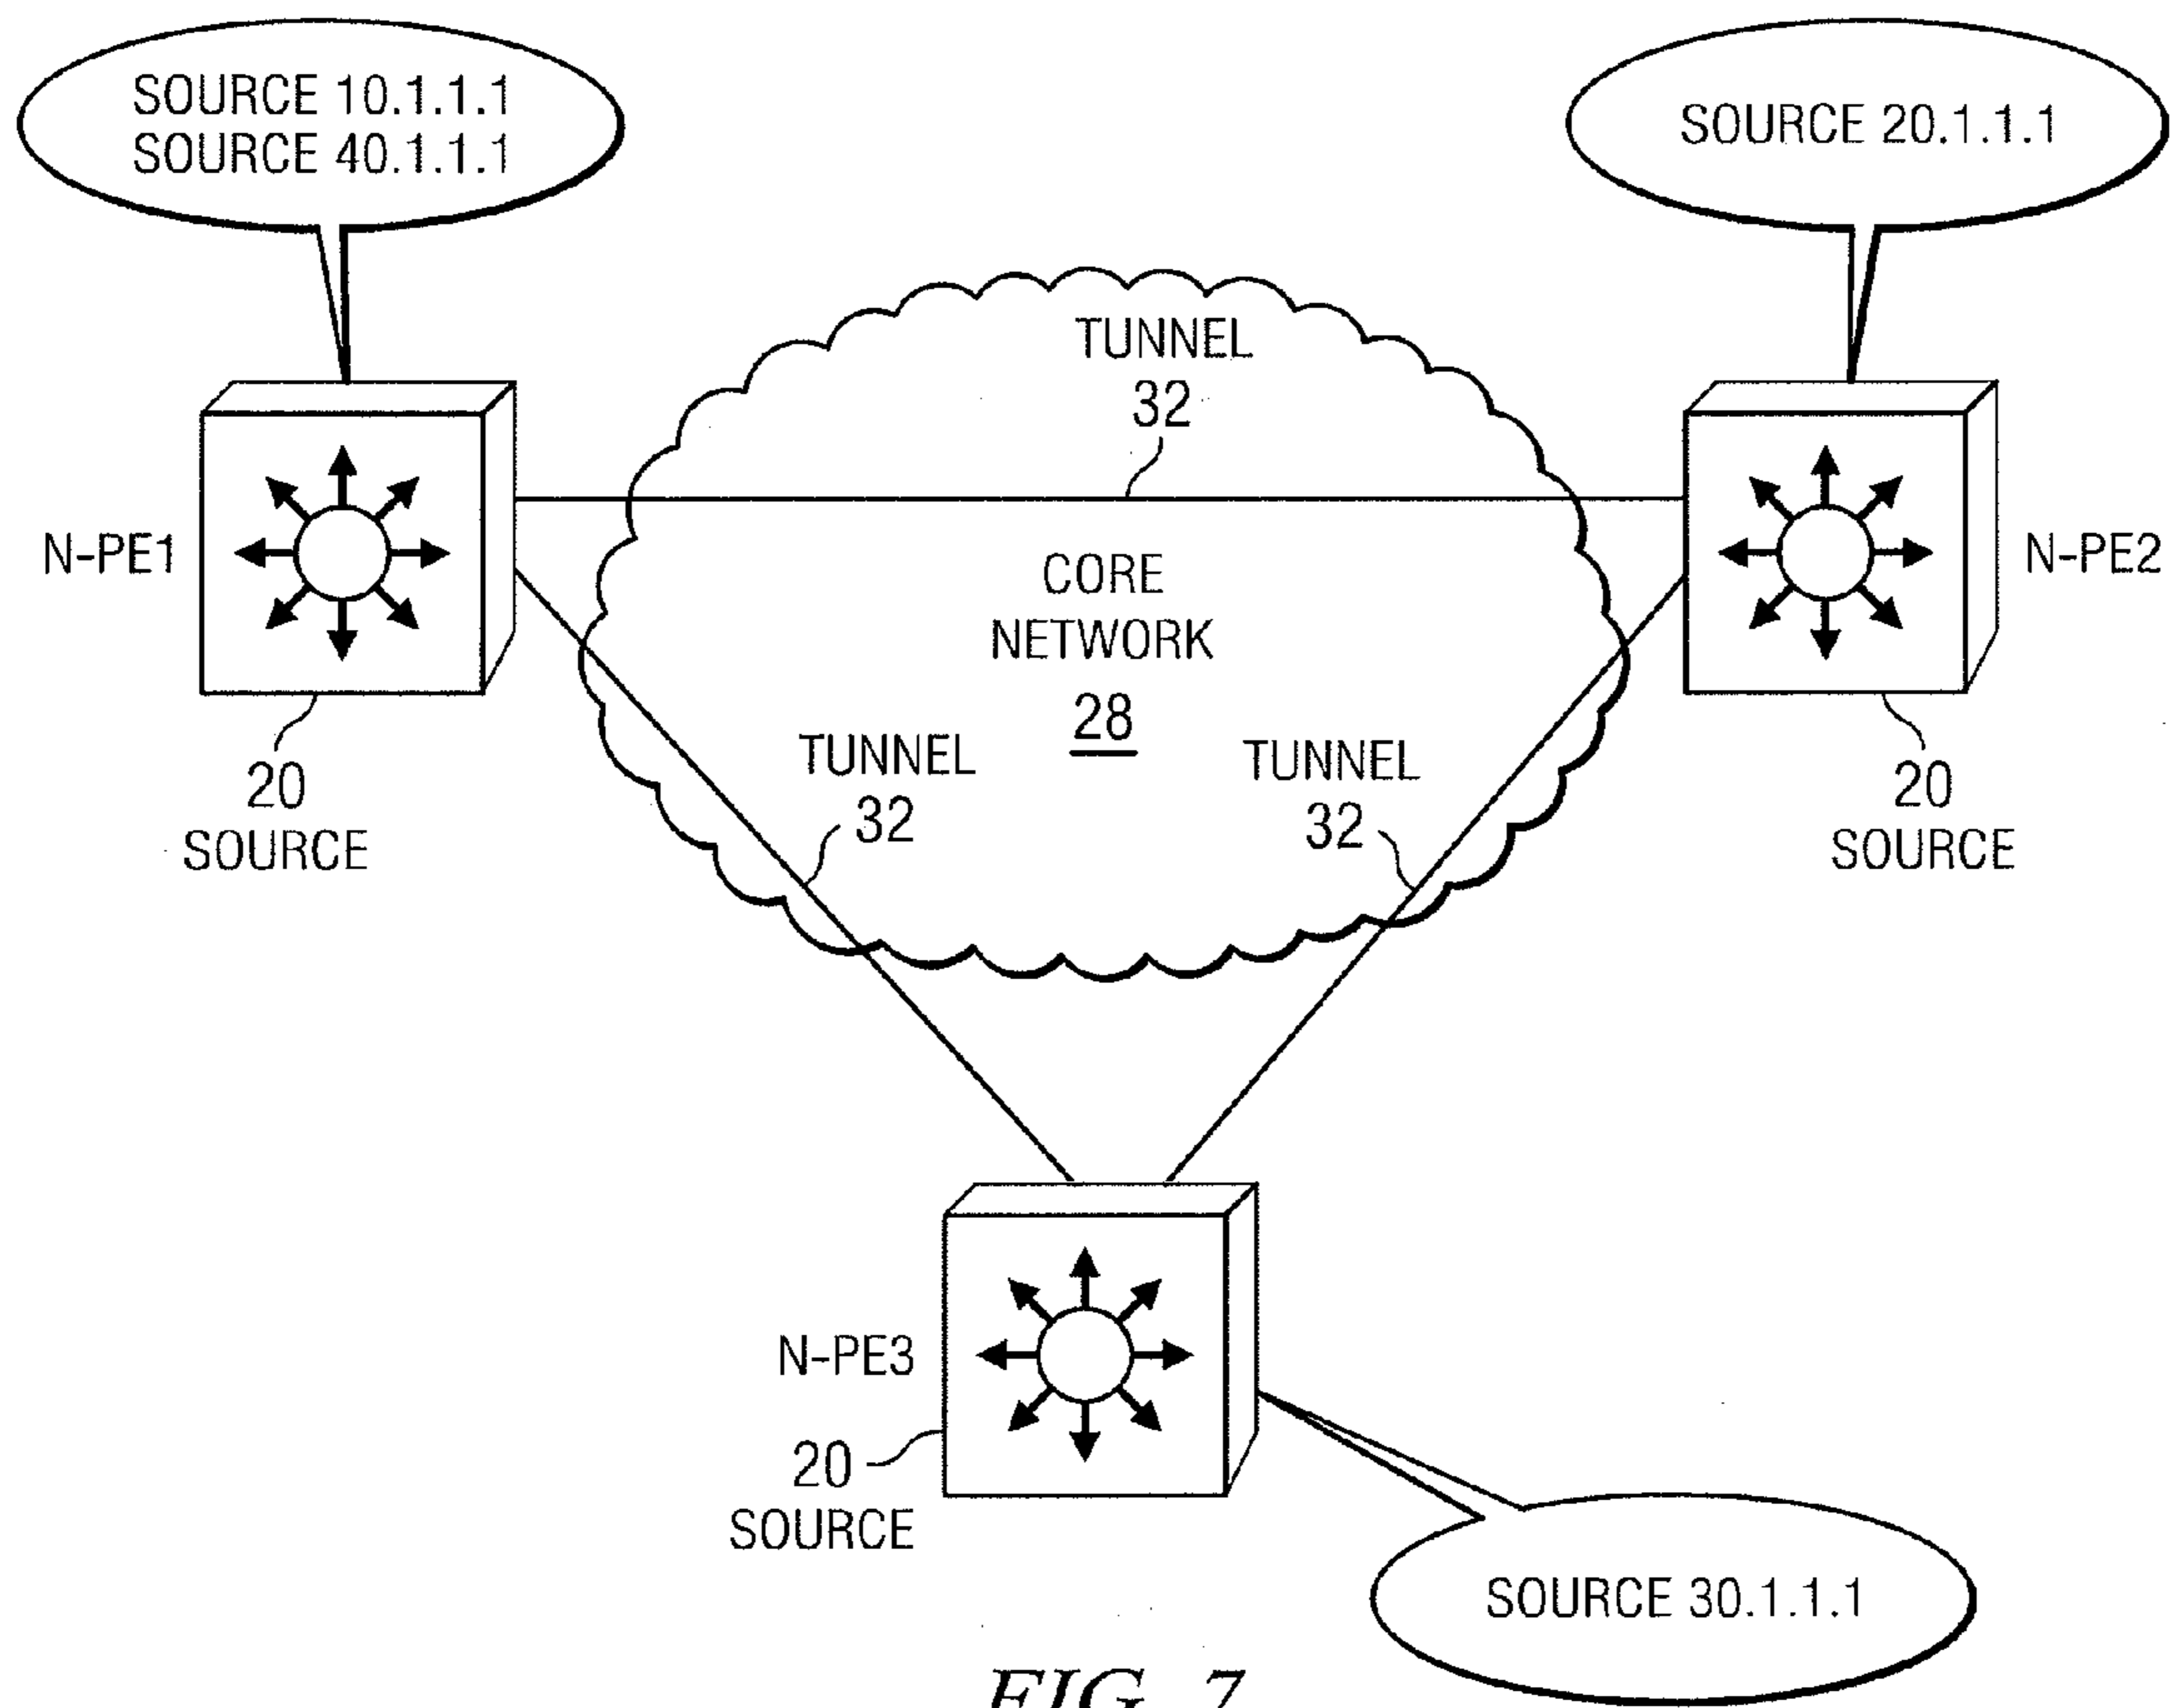 SOURCE 10.1.1.1
SOURCE 40.1.1.1
SOURCE 20.1.1.1
TUNNEL
32
N-PE1
CORE
NETWORK
28
N-PE2
TUNNEL
32
TUNNEL
32
20
SOURCE
20
SOURCE
N-PE3
20
SOURCE
SOURCE 30.1.1.1
FIG. 7